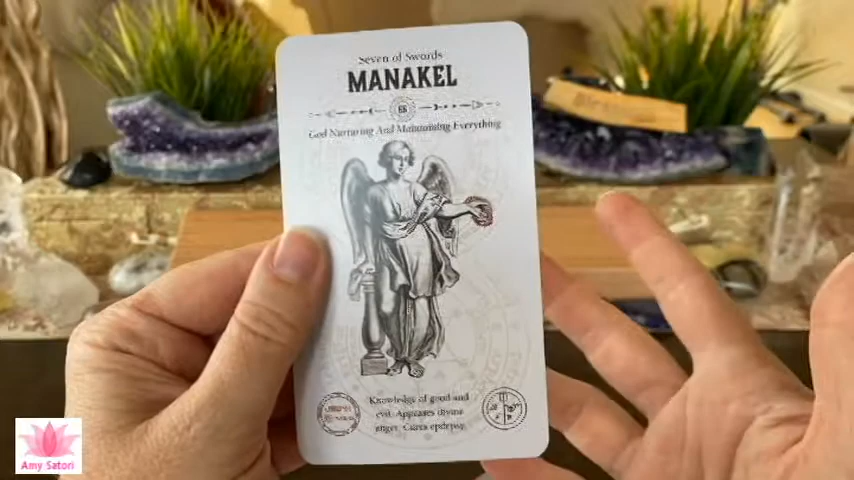 Seven of Swords
MANAKEL
66
God Nurturing And Maintaining Everything
Knowledge of good and
evil. Appeases divine
anger. Cures epilepsy.
Amy Satori